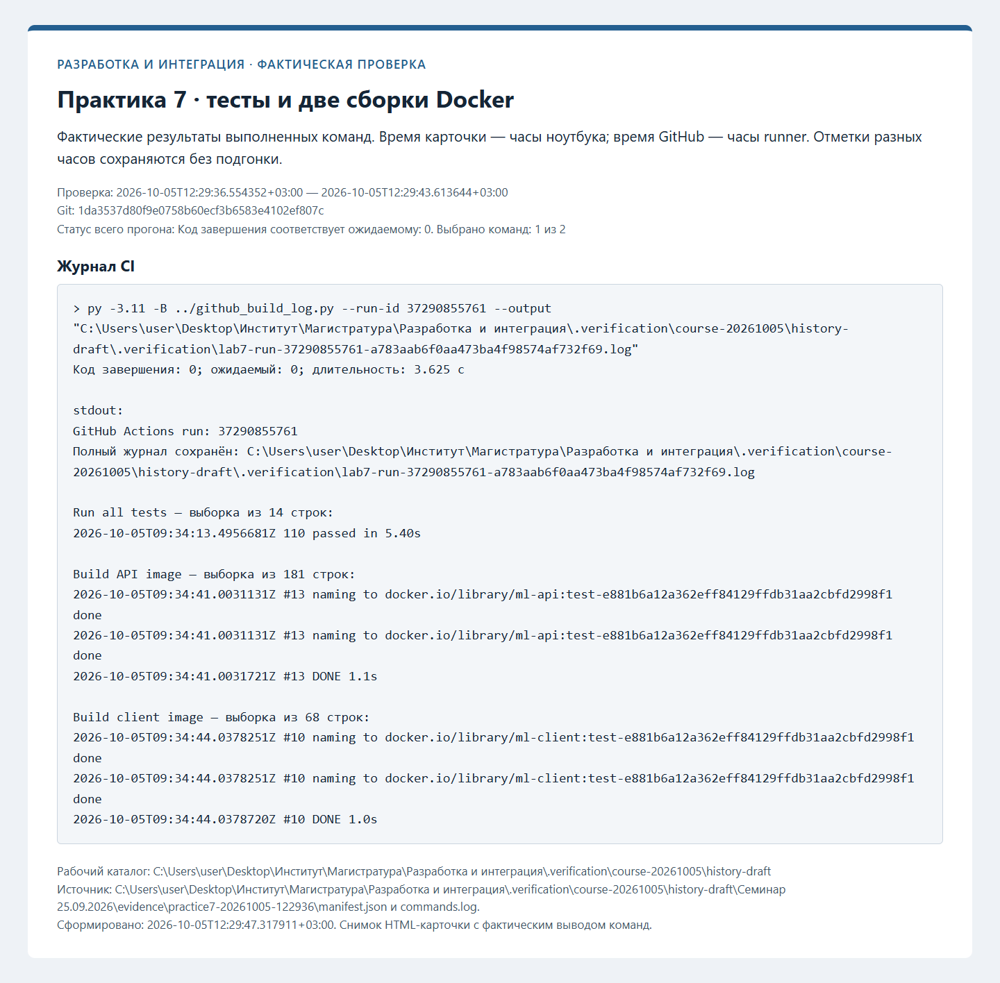 РАЗРАБОТКА И ИНТЕГРАЦИЯ · ФАКТИЧЕСКАЯ ПРОВЕРКА
Практика 7 · тесты и две сборки Docker
Фактические результаты выполненных команд. Время карточки — часы ноутбука; время GitHub — часы runner. Отметки разных
часов сохраняются без подгонки.
Проверка: 2026-10-05T12:29:36.554352+03:00 — 2026-10-05T12:29:43.613644+03:00
Git: 1da3537d80f9e0758b60ecf3b6583e4102ef807c
Статус всего прогона: Код завершения соответствует ожидаемому: 0. Выбрано команд: 1 из 2
Журнал CI
> py -3.11 -B ../github_build_log.py --run-id 37290855761 --output
"C:\Users\user\Desktop\Институт\Магистратура\Разработка и интеграция\.verification\course-20261005\history-
draft\.verification\lab7-run-37290855761-a783aab6f0aa473ba4f98574af732f69.log"
Код завершения: 0; ожидаемый: 0; длительность: 3.625 с
stdout:
GitHub Actions run: 37290855761
Полный журнал сохранён: C:\Users\user\Desktop\Институт\Магистратура\Разработка и интеграция\.verification\course-
20261005\history-draft\.verification\lab7-run-37290855761-a783aab6f0aa473ba4f98574af732f69.log
Run all tests — выборка из 14 строк:
2026-10-05T09:34:13.4956681Z 110 passed in 5.40s
Build API image — выборка из 181 строк:
2026-10-05T09:34:41.0031131Z #13 naming to docker.io/library/ml-api:test-e881b6a12a362eff84129ffdb31aa2cbfd2998f1
done
2026-10-05T09:34:41.0031131Z #13 naming to docker.io/library/ml-api:test-e881b6a12a362eff84129ffdb31aa2cbfd2998f1
done
2026-10-05T09:34:41.0031721Z #13 DONE 1.1s
Build client image — выборка из 68 строк:
2026-10-05T09:34:44.0378251Z #10 naming to docker.io/library/ml-client:test-e881b6a12a362eff84129ffdb31aa2cbfd2998f1
done
2026-10-05T09:34:44.0378251Z #10 naming to docker.io/library/ml-client:test-e881b6a12a362eff84129ffdb31aa2cbfd2998f1
done
2026-10-05T09:34:44.0378720Z #10 DONE 1.0s
Рабочий каталог: C:\Users\user\Desktop\Институт\Магистратура\Разработка и интеграция\.verification\course-20261005\history-draft
Источник: C:\Users\user\Desktop\Институт\Магистратура\Разработка и интеграция\.verification\course-20261005\history-draft\Семинар
25.09.2026\evidence\practice7-20261005-122936\manifest.json и commands.log.
Сформировано: 2026-10-05T12:29:47.317911+03:00. Снимок HTML-карточки с фактическим выводом команд.